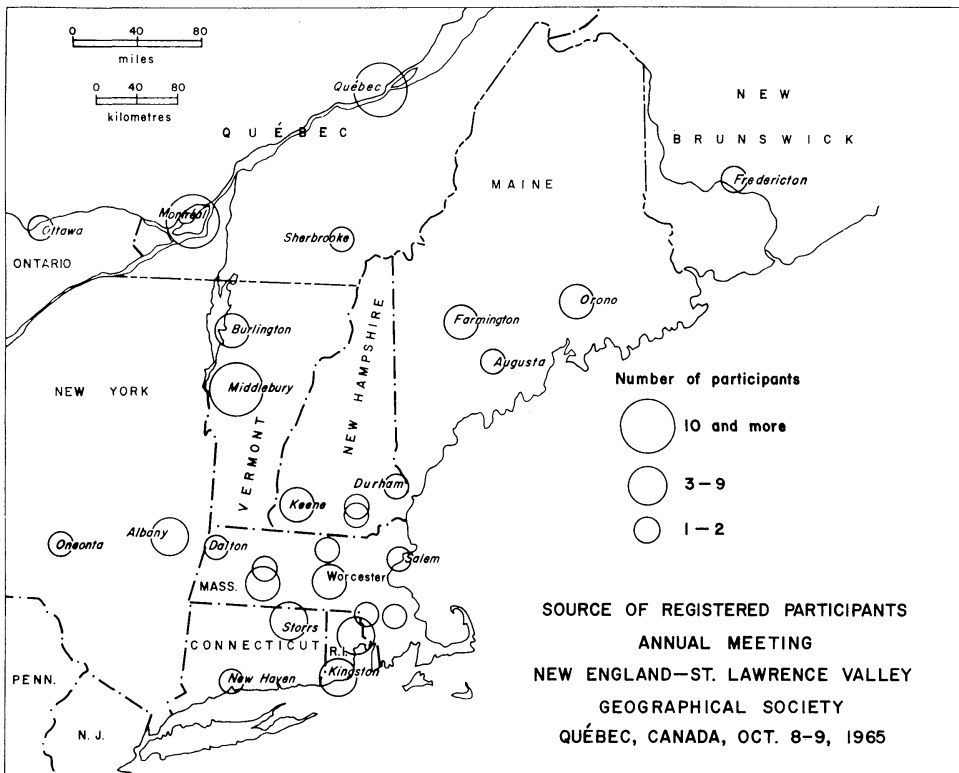 0 40 80
miles
0 40 80
kilometres
Québec
QUÉBEC
NEW
BRUNSWICK
Fredericton
MAINE
Montréal
Ottawa
Sherbrooke
ONTARIO
Orono
Farmington
Burlington
Augusta
NEW HAMPSHIRE
Middlebury
NEW YORK
VERMONT
Number of participants
10 and more
3–9
1–2
Durham
Keene
Albany
Oneonta
Dalton
Salem
Worcester
MASS.
Storrs
CONNECTICUT
R.I.
Kingston
New Haven
PENN.
N.J.
SOURCE OF REGISTERED PARTICIPANTS
ANNUAL MEETING
NEW ENGLAND—ST. LAWRENCE VALLEY
GEOGRAPHICAL SOCIETY
QUÉBEC, CANADA, OCT. 8-9, 1965